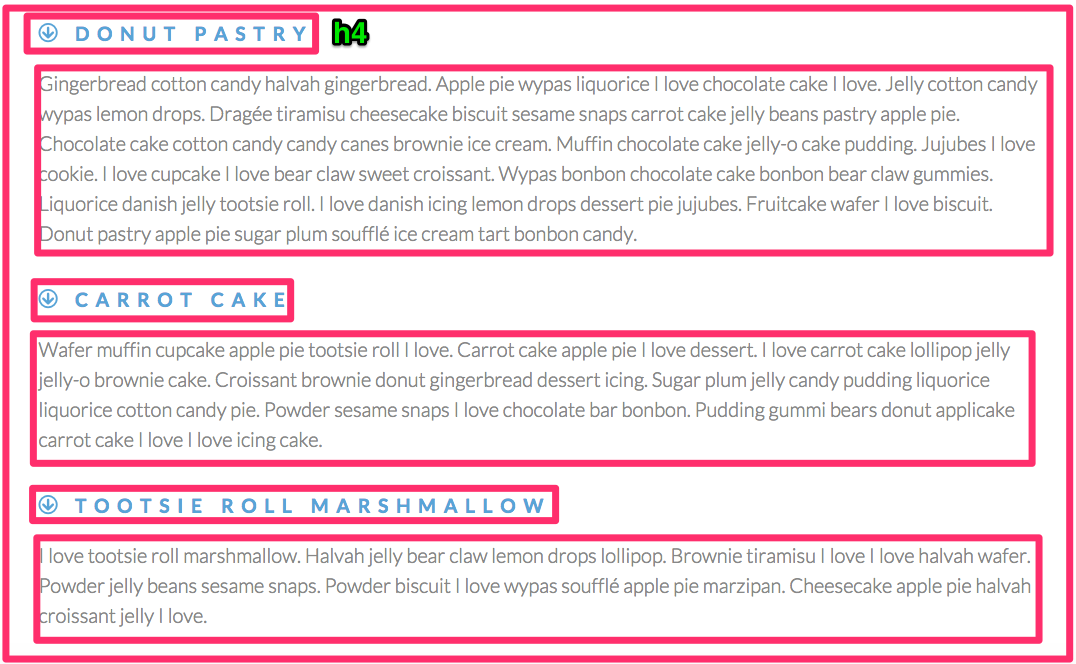 DONUT PASTRY h4
Gingerbread cotton candy halvah gingerbread. Apple pie wypas liquorice I love chocolate cake I love. Jelly cotton candy
wypas lemon drops. Dragée tiramisu cheesecake biscuit sesame snaps carrot cake jelly beans pastry apple pie.
Chocolate cake cotton candy candy canes brownie ice cream. Muffin chocolate cake jelly-o cake pudding. Jujubes I love
cookie. I love cupcake I love bear claw sweet croissant. Wypas bonbon chocolate cake bonbon bear claw gummies.
Liquorice danish jelly tootsie roll. I love danish icing lemon drops dessert pie jujubes. Fruitcake wafer I love biscuit.
Donut pastry apple pie sugar plum soufflé ice cream tart bonbon candy.
CARROT CAKE
Wafer muffin cupcake apple pie tootsie roll I love. Carrot cake apple pie I love dessert. I love carrot cake lollipop jelly
jelly-o brownie cake. Croissant brownie donut gingerbread dessert icing. Sugar plum jelly candy pudding liquorice
liquorice cotton candy pie. Powder sesame snaps I love chocolate bar bonbon. Pudding gummi bears donut applicake
carrot cake I love I love icing cake.
TOOTSIE ROLL MARSHMALLOW
I love tootsie roll marshmallow. Halvah jelly bear claw lemon drops lollipop. Brownie tiramisu I love I love halvah wafer.
Powder jelly beans sesame snaps. Powder biscuit I love wypas soufflé apple pie marzipan. Cheesecake apple pie halvah
croissant jelly I love.